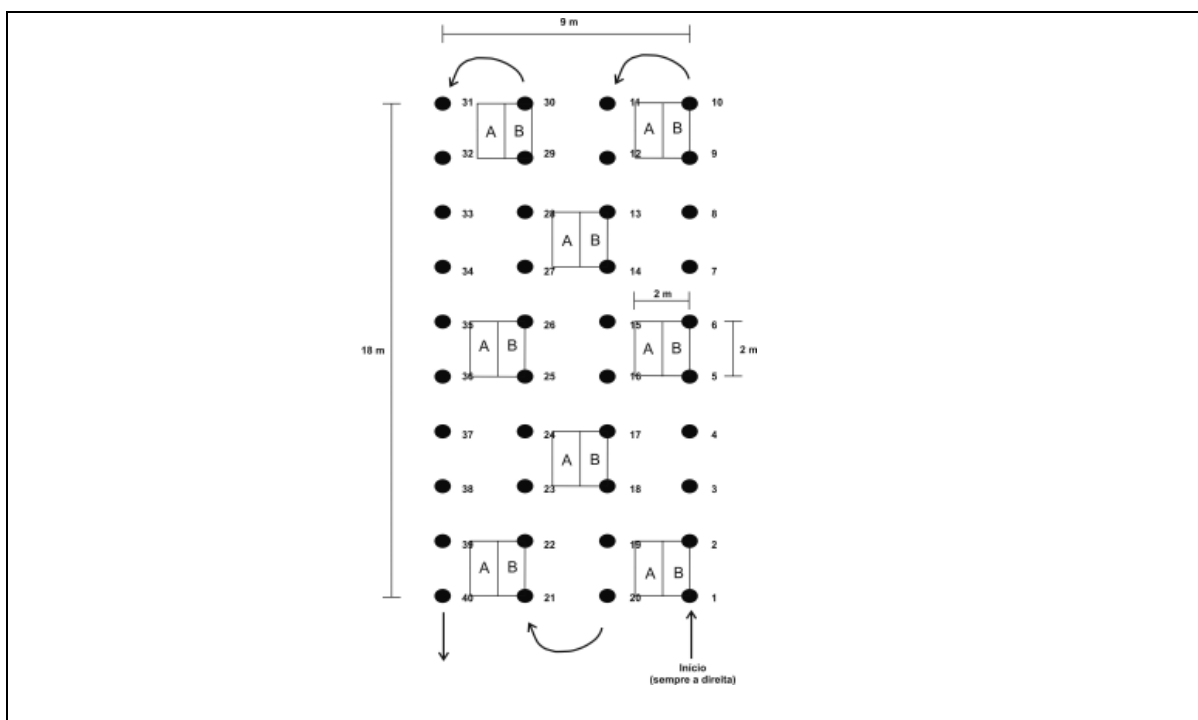 9 m
31 30 11 10
A B A B
32 29 12 9
33 28 13 8
A B
34 27 14 7
2 m
35 26 15 6
18 m A B A B 2 m
36 25 16 5
37 24 17 4
A B
38 23 18 3
39 22 19 2
A B A B
40 21 20 1
Início
(sempre a direita)